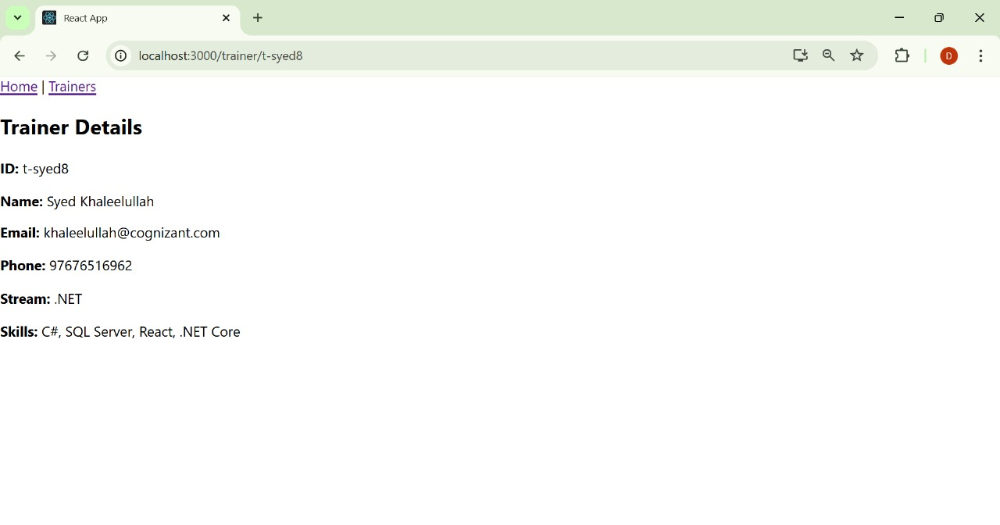 React App
localhost:3000/trainer/t-syed8
D
Home | Trainers
Trainer Details
ID: t-syed8
Name: Syed Khaleelullah
Email: khaleelullah@cognizant.com
Phone: 97676516962
Stream: .NET
Skills: C#, SQL Server, React, .NET Core